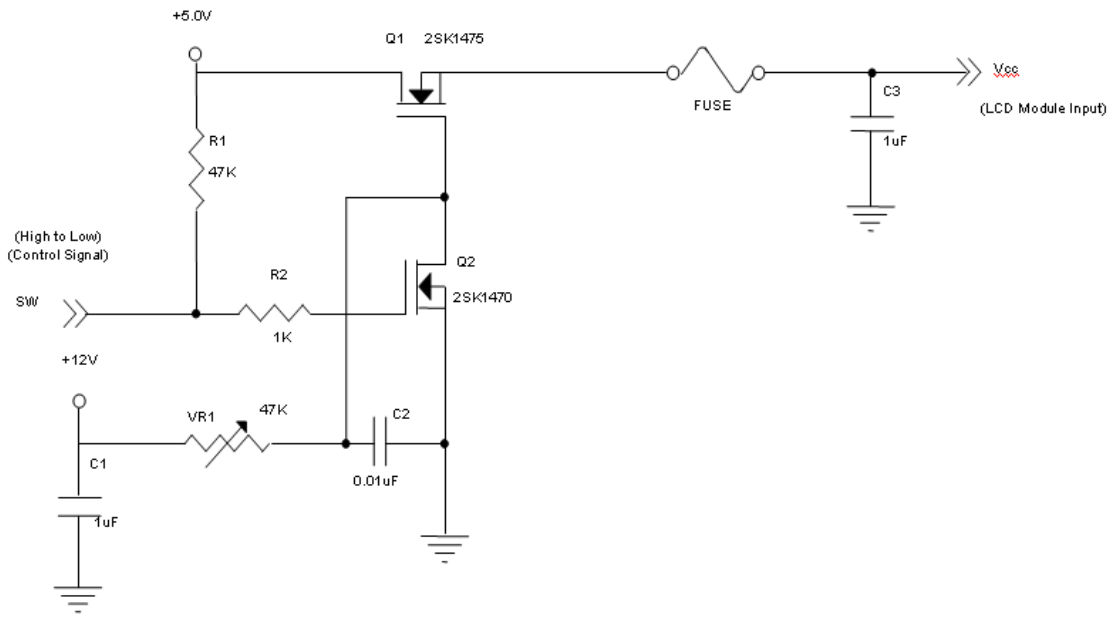 +5.0V
Q1 2SK1475
Vcc
FUSE
C3
(LCD Module Input)
1uF
R1
47K
(High to Low)
(Control Signal)
SW
R2
1K
Q2
2SK1470
+12V
VR1
47K
C2
0.01uF
C1
1uF